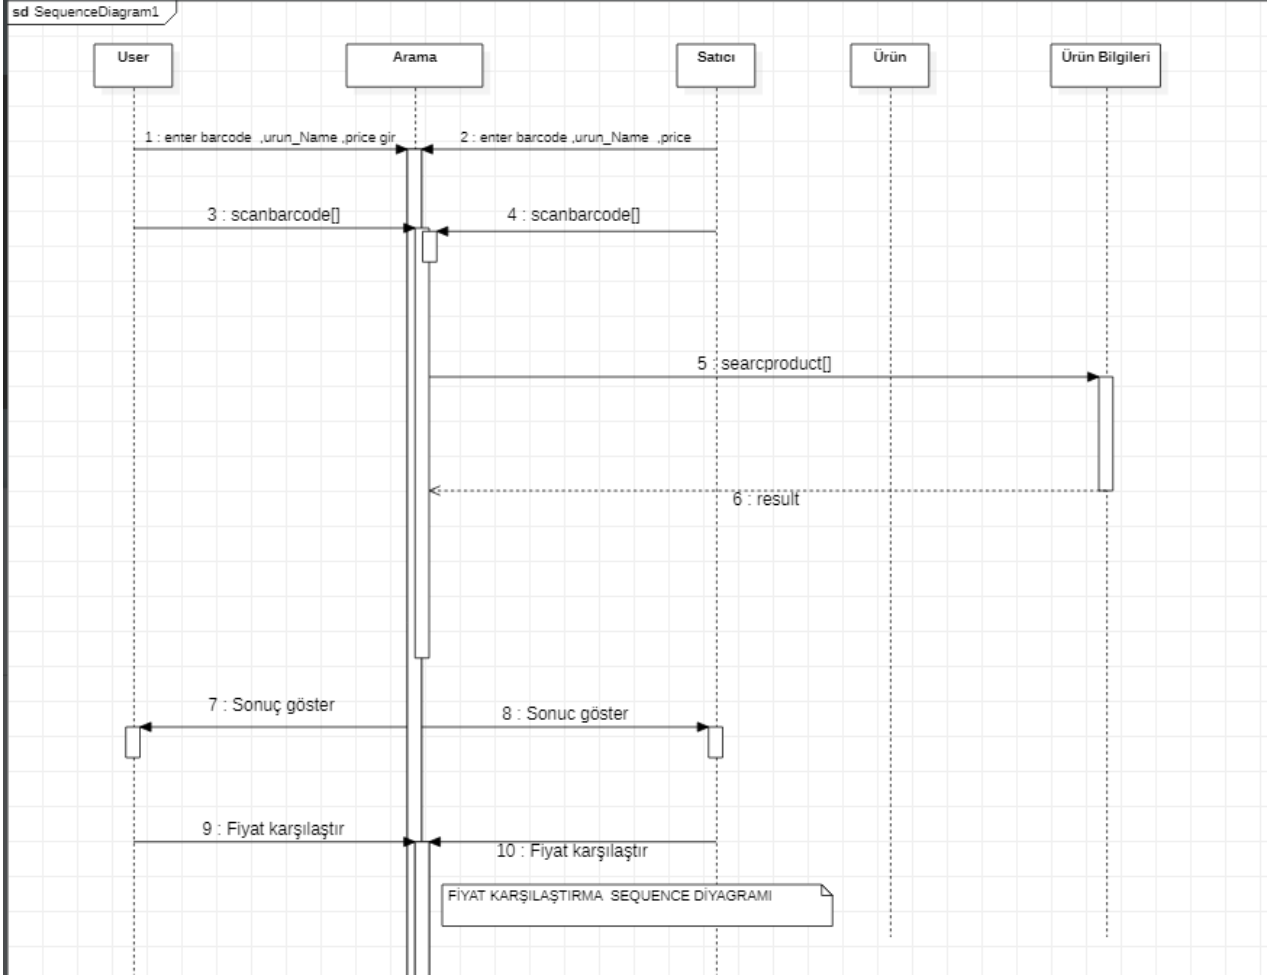 sd SequenceDiagram1
User
Arama
Satıcı
Ürün
Ürün Bilgileri
1 : enter barcode ,urun_Name ,price gir
2 : enter barcode ,urun_Name ,price
3 : scanbarcode[]
4 : scanbarcode[]
5 : searcproduct[]
6 : result
7 : Sonuç göster
8 : Sonuc göster
9 : Fiyat karşılaştır
10 : Fiyat karşılaştır
FİYAT KARŞILAŞTIRMA SEQUENCE DİYAGRAMI